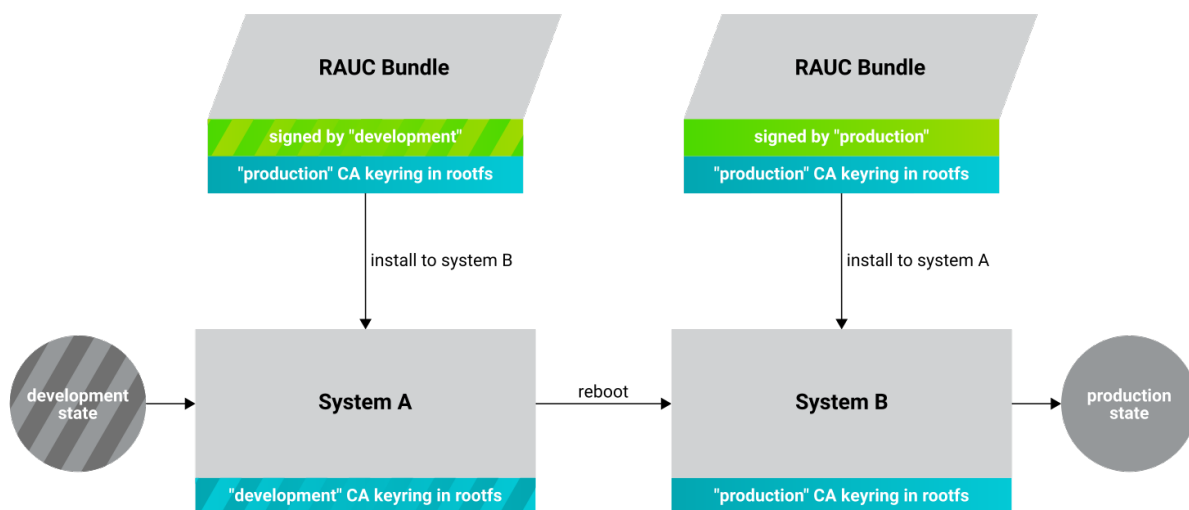 RAUC Bundle
signed by "development"
"production" CA keyring in rootfs
RAUC Bundle
signed by "production"
"production" CA keyring in rootfs
install to system B
install to system A
development
state
System A
"development" CA keyring in rootfs
reboot
System B
"production" CA keyring in rootfs
production
state